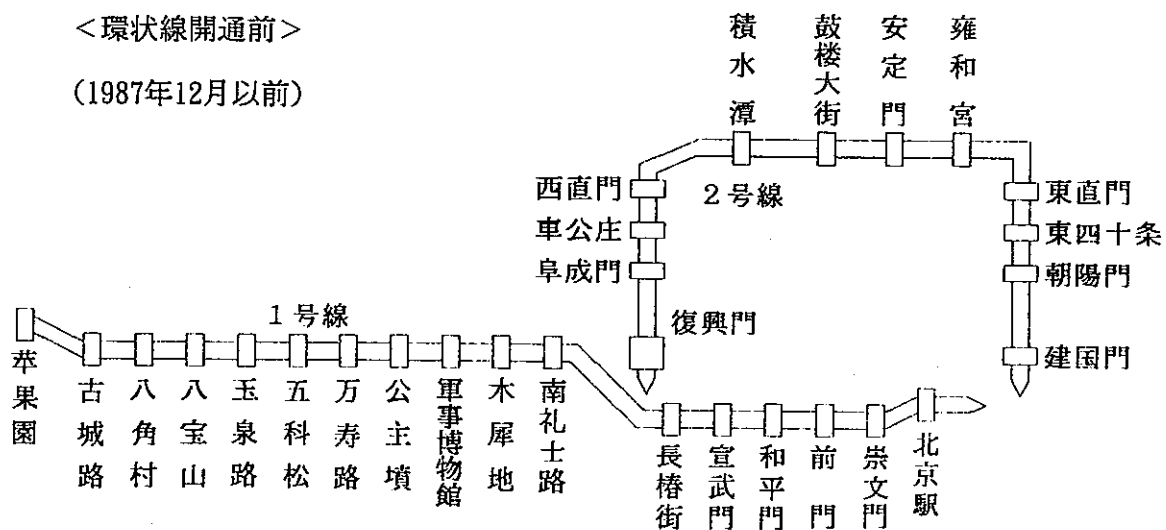 <環状線開通前>
(1987年12月以前)
積水潭
鼓楼大街
安定門
雍和宮
西直門
車公庄
阜成門
復興門
2号線
東直門
東四十条
朝陽門
建国門
1号線
苹果園
古城路
八角村
八宝山
玉泉路
五科松
万寿路
公主墳
軍事博物館
木犀地
南礼士路
長椿街
宣武門
和平門
前門
崇文門
北京駅